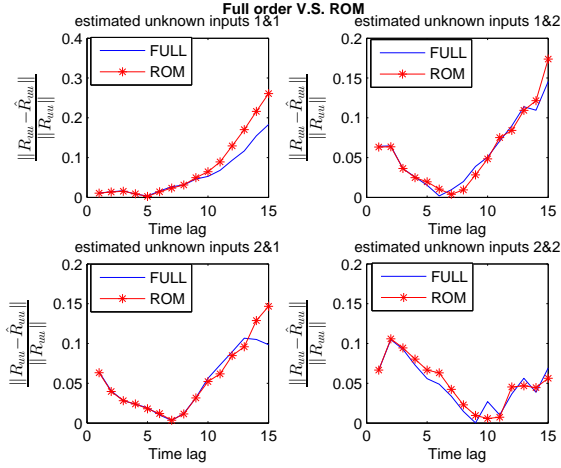 Full order V.S. ROM
estimated unknown inputs 1&1
0.4
0.3
0.2
0.1
0
0 5 10 15
Time lag
‖R_uu − R̂_uu‖
‖R_uu‖
FULL
ROM
estimated unknown inputs 1&2
0.2
0.15
0.1
0.05
0
0 5 10 15
Time lag
‖R_uu − R̂_uu‖
‖R_uu‖
FULL
ROM
estimated unknown inputs 2&1
0.2
0.15
0.1
0.05
0
0 5 10 15
Time lag
‖R_uu − R̂_uu‖
‖R_uu‖
FULL
ROM
estimated unknown inputs 2&2
0.2
0.15
0.1
0.05
0
0 5 10 15
Time lag
‖R_uu − R̂_uu‖
‖R_uu‖
FULL
ROM